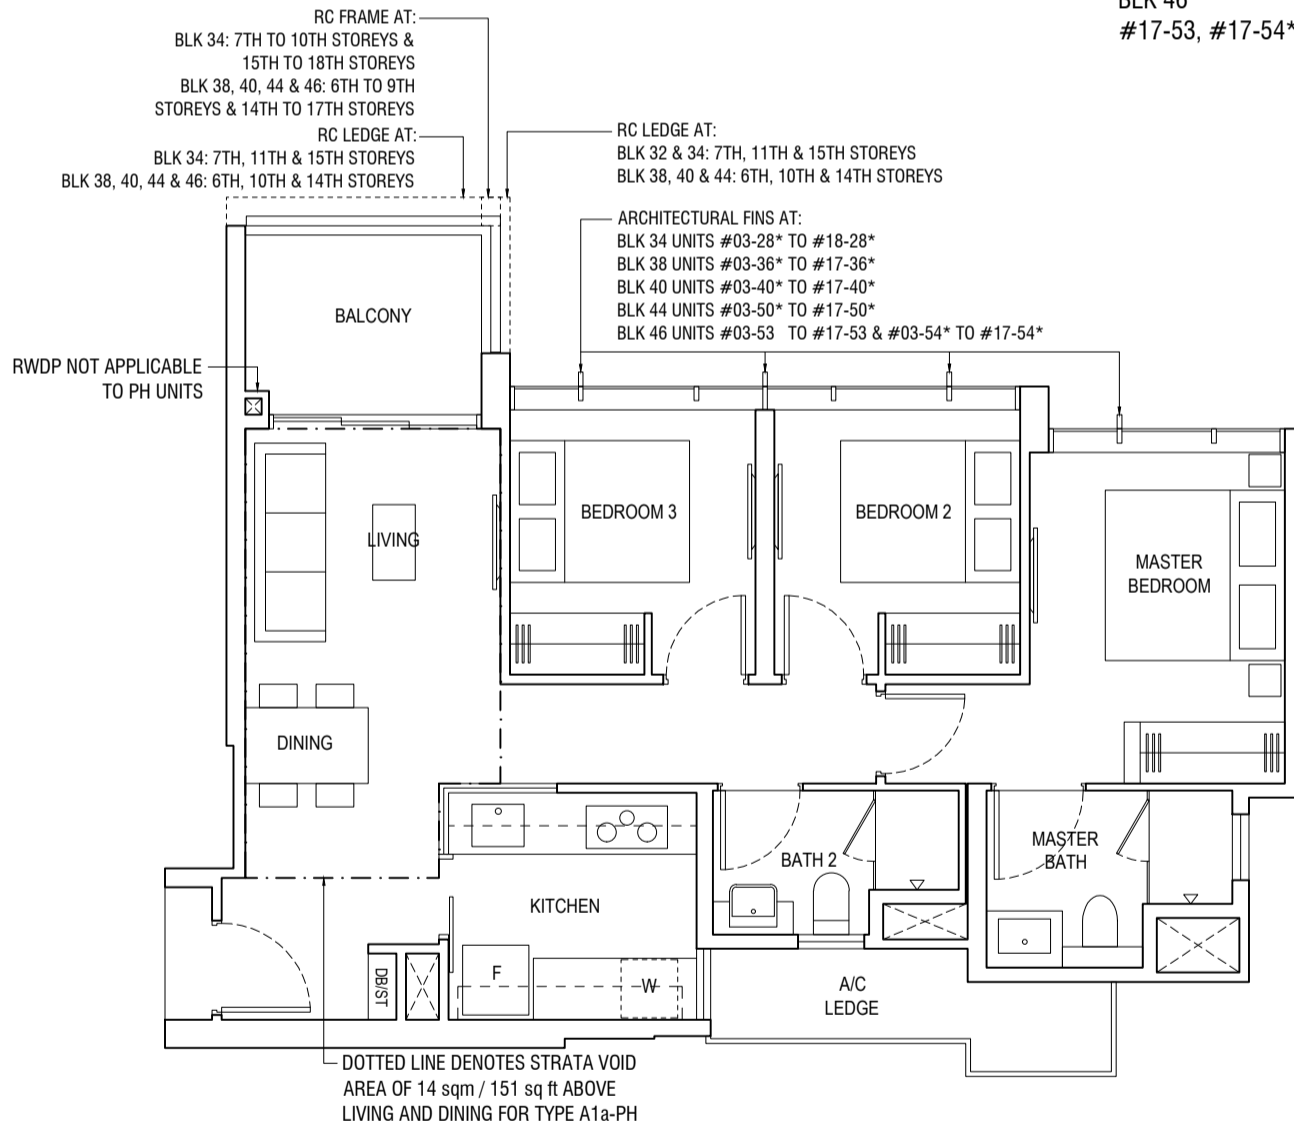 BLK 46
#17-53, #17-54*
RC FRAME AT:
BLK 34: 7TH TO 10TH STOREYS &
15TH TO 18TH STOREYS
BLK 38, 40, 44 & 46: 6TH TO 9TH
STOREYS & 14TH TO 17TH STOREYS
RC LEDGE AT:
BLK 34: 7TH, 11TH & 15TH STOREYS
BLK 38, 40, 44 & 46: 6TH, 10TH & 14TH STOREYS
RC LEDGE AT:
BLK 32 & 34: 7TH, 11TH & 15TH STOREYS
BLK 38, 40 & 44: 6TH, 10TH & 14TH STOREYS
ARCHITECTURAL FINS AT:
BLK 34 UNITS #03-28* TO #18-28*
BLK 38 UNITS #03-36* TO #17-36*
BLK 40 UNITS #03-40* TO #17-40*
BLK 44 UNITS #03-50* TO #17-50*
BLK 46 UNITS #03-53 TO #17-53 & #03-54* TO #17-54*
BALCONY
RWDP NOT APPLICABLE
TO PH UNITS
LIVING
BEDROOM 3
BEDROOM 2
MASTER
BEDROOM
DINING
BATH 2
MASTER
BATH
KITCHEN
F
W
DB/ST
A/C
LEDGE
DOTTED LINE DENOTES STRATA VOID
AREA OF 14 sqm / 151 sq ft ABOVE
LIVING AND DINING FOR TYPE A1a-PH